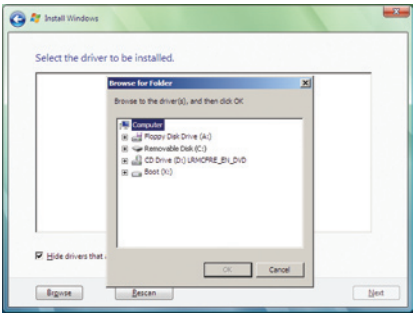 Install Windows
Select the driver to be installed.
Browse for Folder
Browse to the driver(s), and then click OK.
Computer
Floppy Disk Drive (A:)
Removable Disk (C:)
CD Drive (D:) LRMCFRE_EN_DVD
Boot (X:)
Hide drivers that
OK
Cancel
Browse
Rescan
Next